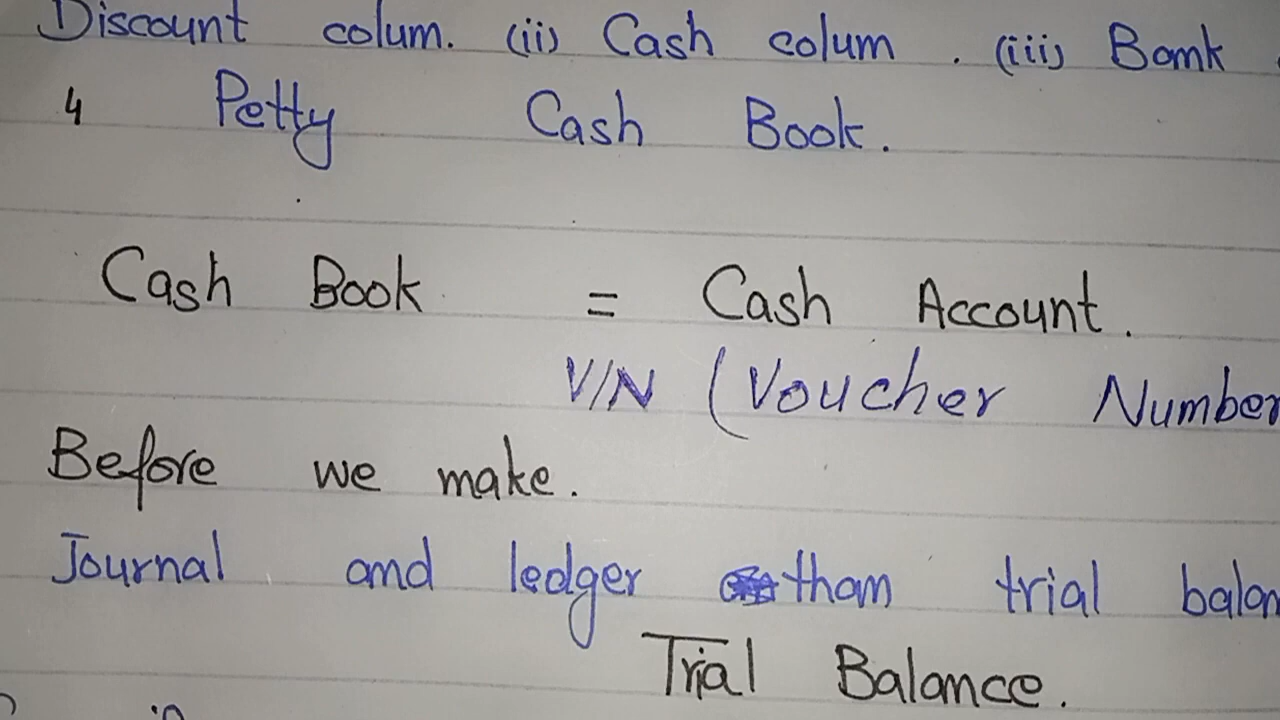 Discount colum. (ii) Cash colum . (iii) Bank
4 Petty Cash Book.
Cash Book = Cash Account.
V/N (Voucher Number
Before we make.
Journal and ledger than trial balan
Trial Balance.